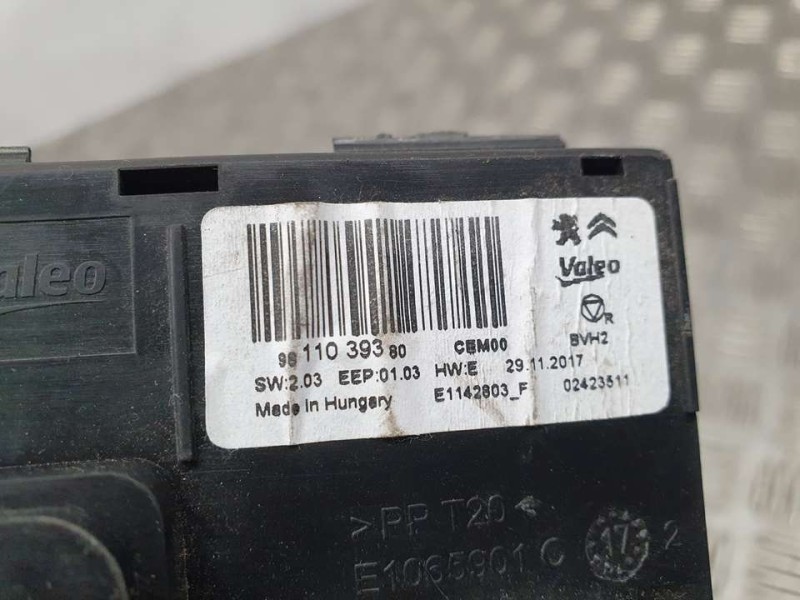 Valeo
98 110 393 80 CEM00
SW:2.03 EEP:01.03 HW:E 29.11.2017
Made in Hungary E1142803_F
Valeo
R
BVH2
02423511
>PP T20<
E1065901 C 17 2